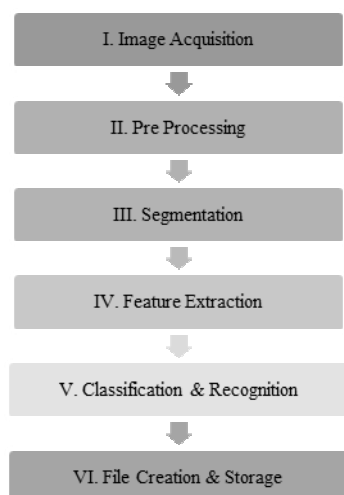 I. Image Acquisition
II. Pre Processing
III. Segmentation
IV. Feature Extraction
V. Classification & Recognition
VI. File Creation & Storage